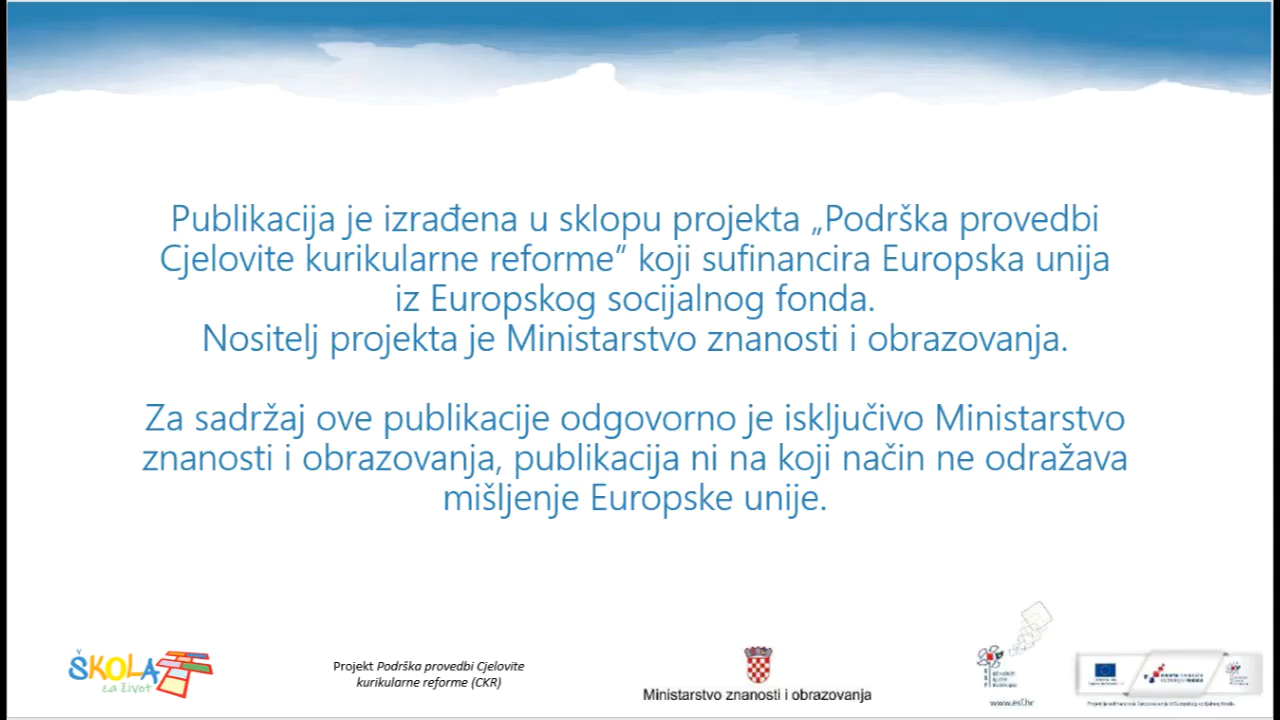 Publikacija je izrađena u sklopu projekta „Podrška provedbi
Cjelovite kurikularne reforme” koji sufinancira Europska unija
iz Europskog socijalnog fonda.
Nositelj projekta je Ministarstvo znanosti i obrazovanja.
Za sadržaj ove publikacije odgovorno je isključivo Ministarstvo
znanosti i obrazovanja, publikacija ni na koji način ne odražava
mišljenje Europske unije.
ŠKOLA
za život
Projekt Podrška provedbi Cjelovite
kurikularne reforme (CKR)
Ministarstvo znanosti i obrazovanja
www.esf.hr